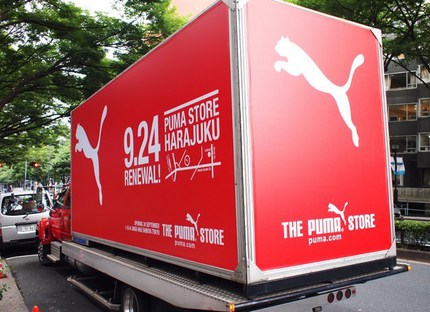 9.24
RENEWAL!
PUMA STORE
HARAJUKU
THE PUMA STORE
puma.com
THE PUMA STORE
puma.com